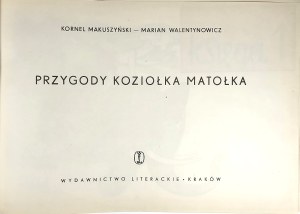 KORNEL MAKUSZYŃSKI — MARIAN WALENTYNOWICZ
PRZYGODY KOZIOŁKA MATOŁKA
WYDAWNICTWO LITERACKIE • KRAKÓW